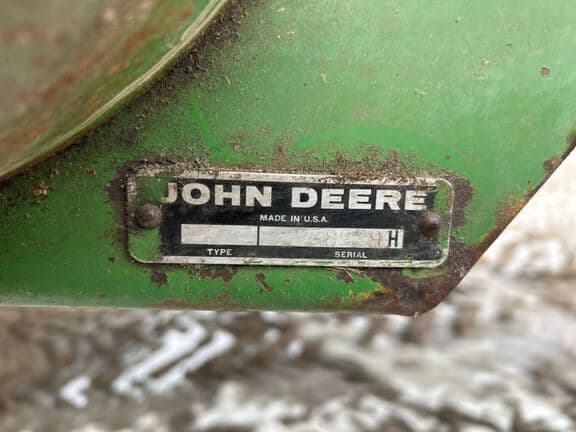 JOHN DEERE
MADE IN U.S.A.
H
TYPE SERIAL